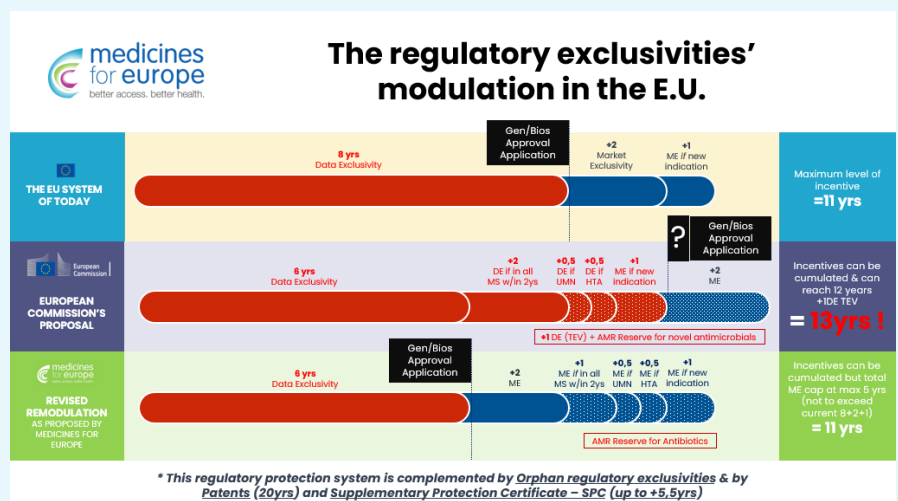 medicines
for europe
better access. better health.
The regulatory exclusivities’
modulation in the E.U.
THE EU SYSTEM
OF TODAY
8 yrs
Data Exclusivity
Gen/Bios
Approval
Application
+2
Market
Exclusivity
+1
ME if new
indication
Maximum level of
incentive
=11 yrs
European
Commission
EUROPEAN
COMMISSION’S
PROPOSAL
6 yrs
Data Exclusivity
+2
DE if in all
MS w/in 2ys
+0,5
DE if
UMN
+0,5
DE if
HTA
+1
ME if new
indication
?
Gen/Bios
Approval
Application
+2
ME
+1 DE (TEV) + AMR Reserve for novel antimicrobials
Incentives can be
cumulated & can
reach 12 years
+1DE TEV
= 13yrs !
medicines
for europe
REVISED
REMODULATION
AS PROPOSED BY
MEDICINES FOR
EUROPE
6 yrs
Data Exclusivity
Gen/Bios
Approval
Application
+2
ME
+1
ME if in all
MS w/in 2ys
+0,5
ME if
UMN
+0,5
ME if
HTA
+1
ME if new
indication
AMR Reserve for Antibiotics
Incentives can be
cumulated but total
ME cap at max 5 yrs
(not to exceed
current 8+2+1)
= 11 yrs
* This regulatory protection system is complemented by Orphan regulatory exclusivities & by
Patents (20yrs) and Supplementary Protection Certificate – SPC (up to +5,5yrs)